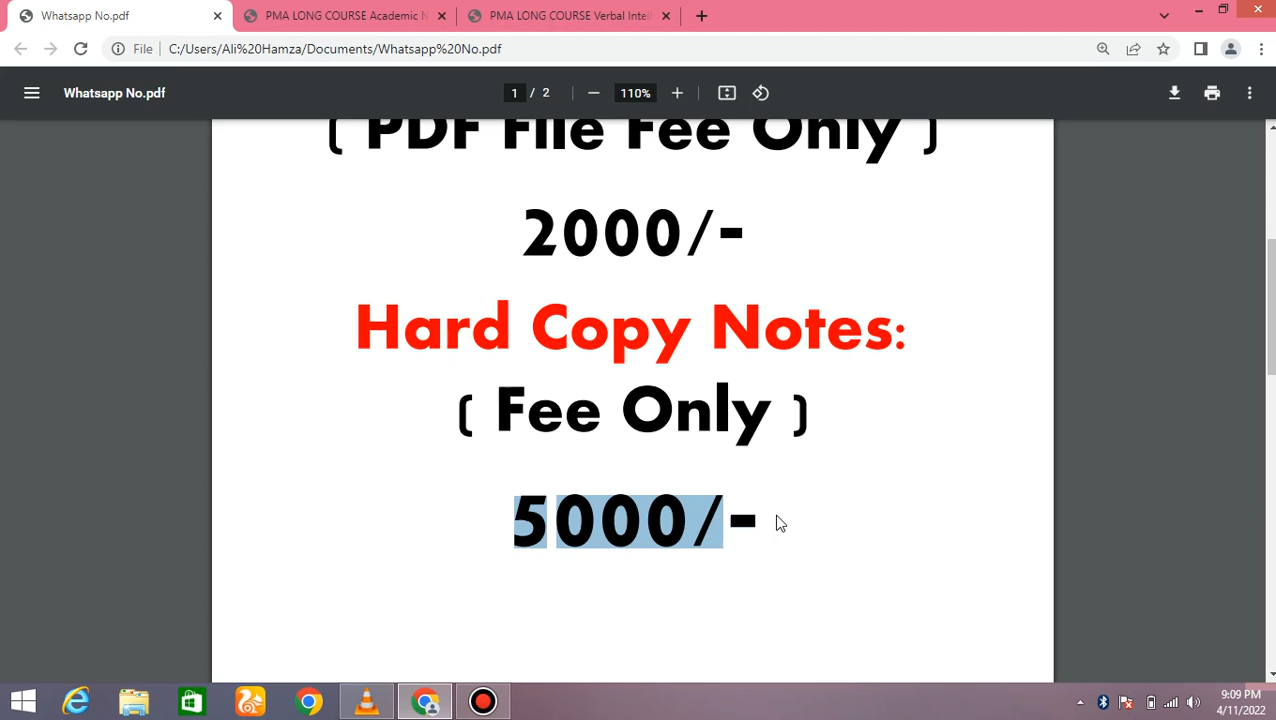 Whatsapp No.pdf
PMA LONG COURSE Academic N
PMA LONG COURSE Verbal Intell
File
C:/Users/Ali%20Hamza/Documents/Whatsapp%20No.pdf
Whatsapp No.pdf
1 / 2
110%
( PDF File Fee Only )
2000/-
Hard Copy Notes:
( Fee Only )
5000/-
9:09 PM
4/11/2022